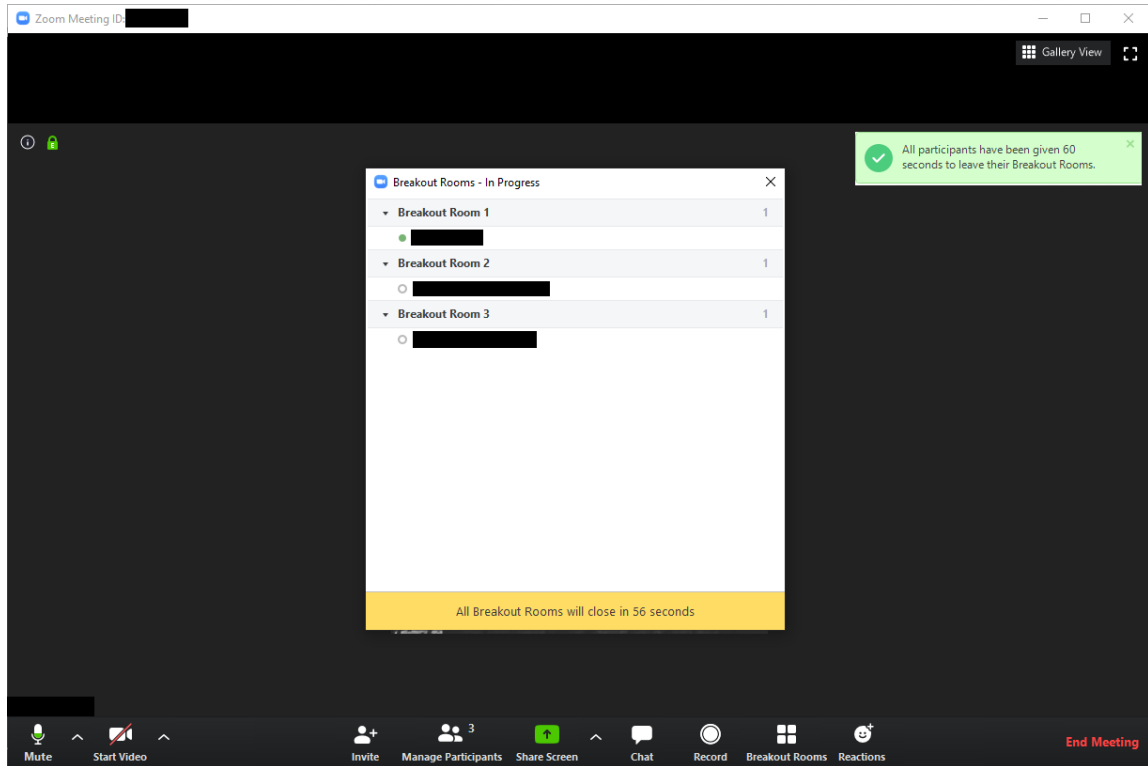 Zoom Meeting ID:
Gallery View
E
All participants have been given 60
seconds to leave their Breakout Rooms.
Breakout Rooms - In Progress
Breakout Room 1 1
Breakout Room 2 1
Breakout Room 3 1
All Breakout Rooms will close in 56 seconds
3
Mute Start Video Invite Manage Participants Share Screen Chat Record Breakout Rooms Reactions End Meeting